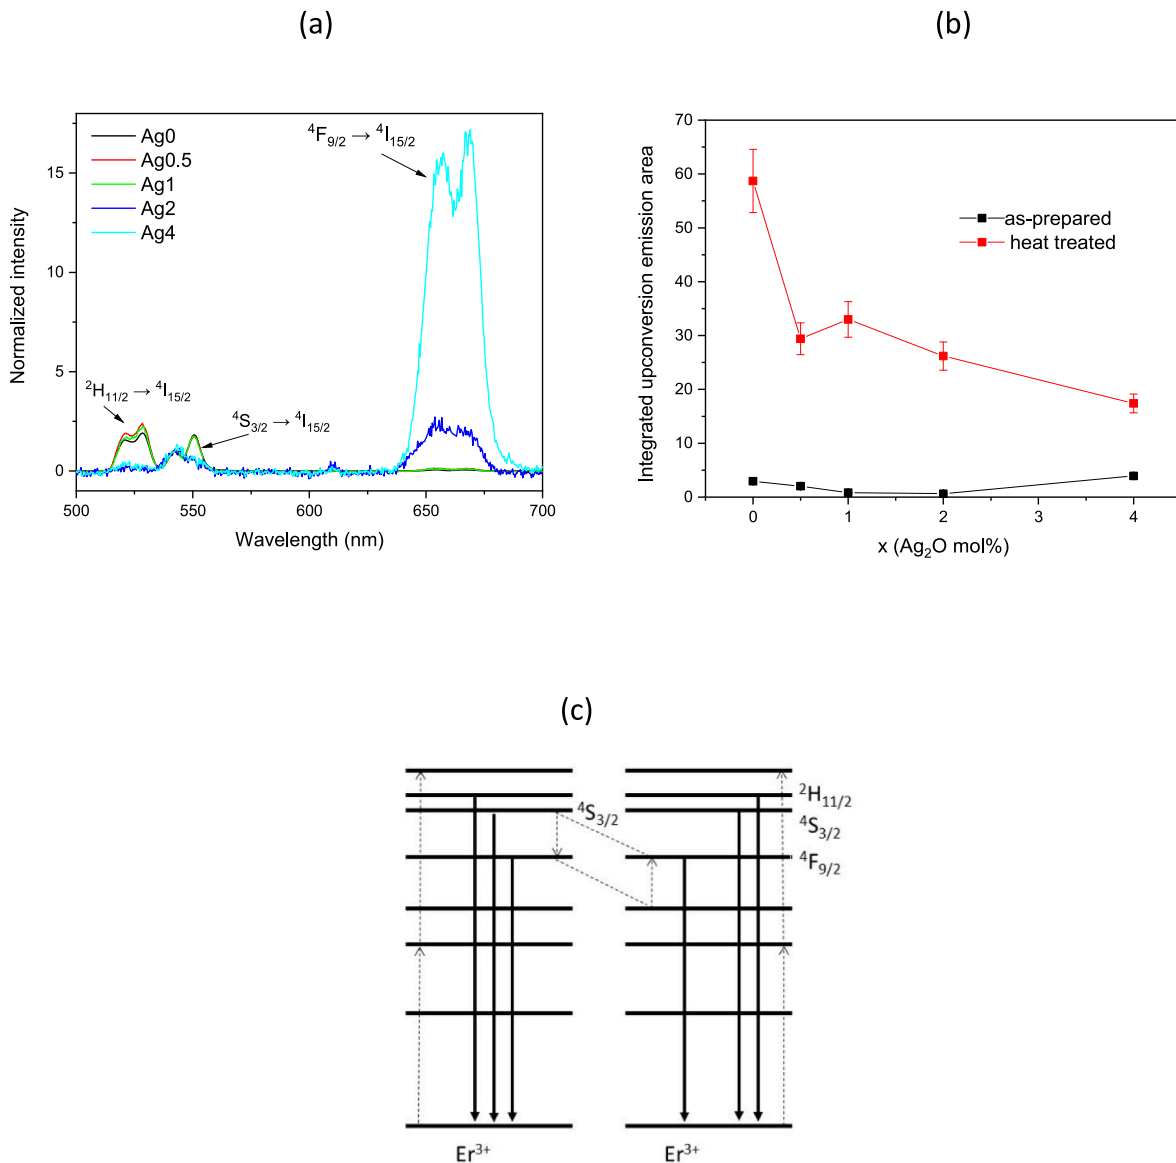 (a)
(b)
Ag0
Ag0.5
Ag1
Ag2
Ag4
⁴F₉/₂ → ⁴I₁₅/₂
²H₁₁/₂ → ⁴I₁₅/₂
⁴S₃/₂ → ⁴I₁₅/₂
Normalized intensity
15
10
5
0
500
550
600
650
700
Wavelength (nm)
Integrated upconversion emission area
70
60
50
40
30
20
10
0
as-prepared
heat treated
0
1
2
3
4
x (Ag₂O mol%)
(c)
⁴S₃/₂
²H₁₁/₂
⁴S₃/₂
⁴F₉/₂
Er³⁺
Er³⁺